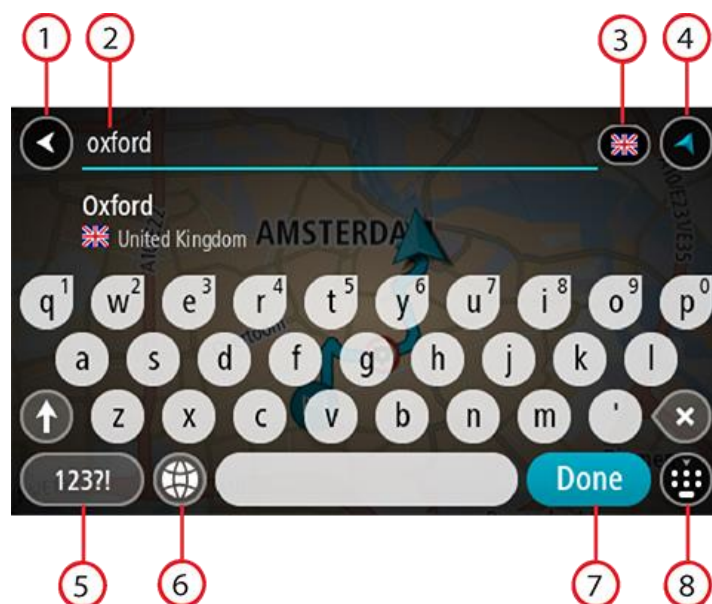 1 2 3 4
oxford
Oxford
United Kingdom AMSTERDA
q1 w2 e3 r4 t5 y6 u7 i8 o9 p0
a s d f g h j k l
z x c v b n m '
123?! Done
5 6 7 8